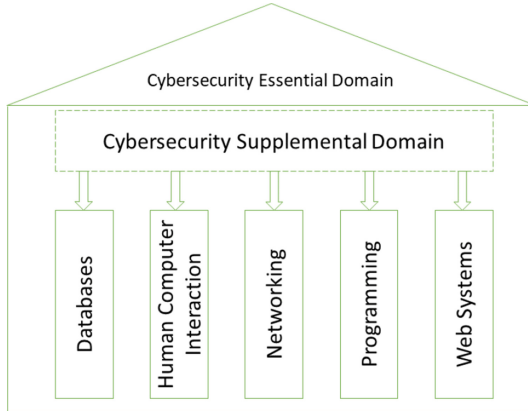 Cybersecurity Essential Domain
Cybersecurity Supplemental Domain
Databases
Human Computer
Interaction
Networking
Programming
Web Systems